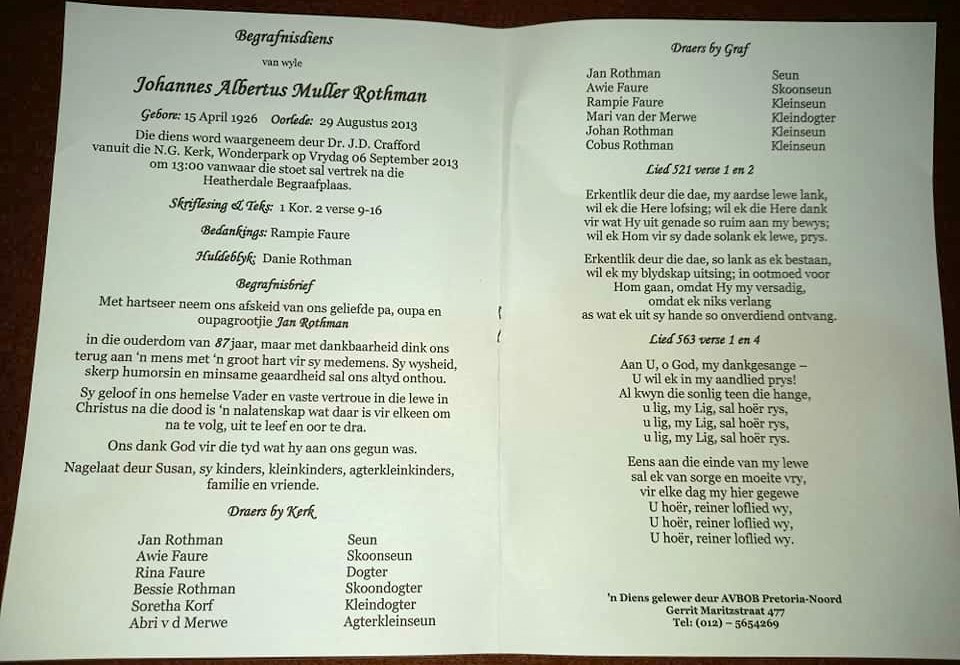 Begrafnisdiens
van wyle
Johannes Albertus Muller Rothman
Gebore: 15 April 1926 Oorlede: 29 Augustus 2013
Die diens word waargeneem deur Dr. J.D. Crafford
vanuit die N.G. Kerk, Wonderpark op Vrydag 06 September 2013
om 13:00 vanwaar die stoet sal vertrek na die
Heatherdale Begraafplaas.
Skriflesing & Teks: 1 Kor. 2 verse 9-16
Bedankings: Rampie Faure
Huldeblyk: Danie Rothman
Begrafnisbrief
Met hartseer neem ons afskeid van ons geliefde pa, oupa en
oupagrootjie Jan Rothman
in die ouderdom van 87 jaar, maar met dankbaarheid dink ons
terug aan 'n mens met 'n groot hart vir sy medemens. Sy wysheid,
skerp humorsin en minsame geaardheid sal ons altyd onthou.
Sy geloof in ons hemelse Vader en vaste vertroue in die lewe in
Christus na die dood is 'n nalatenskap wat daar is vir elkeen om
na te volg, uit te leef en oor te dra.
Ons dank God vir die tyd wat hy aan ons gegun was.
Nagelaat deur Susan, sy kinders, kleinkinders, agterkleinkinders,
familie en vriende.
Draers by Kerk
Jan Rothman Seun
Awie Faure Skoonseun
Rina Faure Dogter
Bessie Rothman Skoondogter
Soretha Korf Kleindogter
Abri v d Merwe Agterkleinseun
Draers by Graf
Jan Rothman Seun
Awie Faure Skoonseun
Rampie Faure Kleinseun
Mari van der Merwe Kleindogter
Johan Rothman Kleinseun
Cobus Rothman Kleinseun
Lied 521 verse 1 en 2
Erkentlik deur die dae, my aardse lewe lank,
wil ek die Here lofsing; wil ek die Here dank
vir wat Hy uit genade so ruim aan my bewys;
wil ek Hom vir sy dade solank ek lewe, prys.
Erkentlik deur die dae, so lank as ek bestaan,
wil ek my blydskap uitsing; in ootmoed voor
Hom gaan, omdat Hy my versadig,
omdat ek niks verlang
as wat ek uit sy hande so onverdiend ontvang.
Lied 563 verse 1 en 4
Aan U, o God, my dankgesange –
U wil ek in my aandlied prys!
Al kwyn die sonlig teen die hange,
u lig, my Lig, sal hoër rys,
u lig, my Lig, sal hoër rys,
u lig, my Lig, sal hoër rys.
Eens aan die einde van my lewe
sal ek van sorge en moeite vry,
vir elke dag my hier gegewe
U hoër, reiner loflied wy,
U hoër, reiner loflied wy,
U hoër, reiner loflied wy.
'n Diens gelewer deur AVBOB Pretoria-Noord
Gerrit Maritzstraat 477
Tel: (012) – 5654269